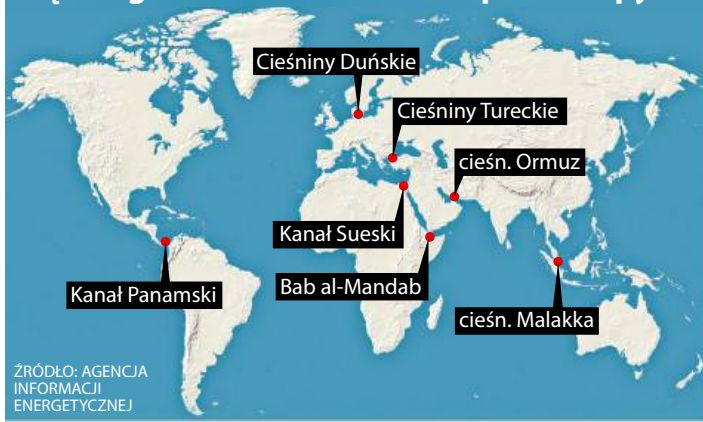 Cieśniny Duńskie
Cieśniny Tureckie
cieśn. Ormuz
Kanał Sueski
Bab al-Mandab
Kanał Panamski
cieśn. Malakka
ŹRÓDŁO: AGENCJA
INFORMACJI
ENERGETYCZNEJ